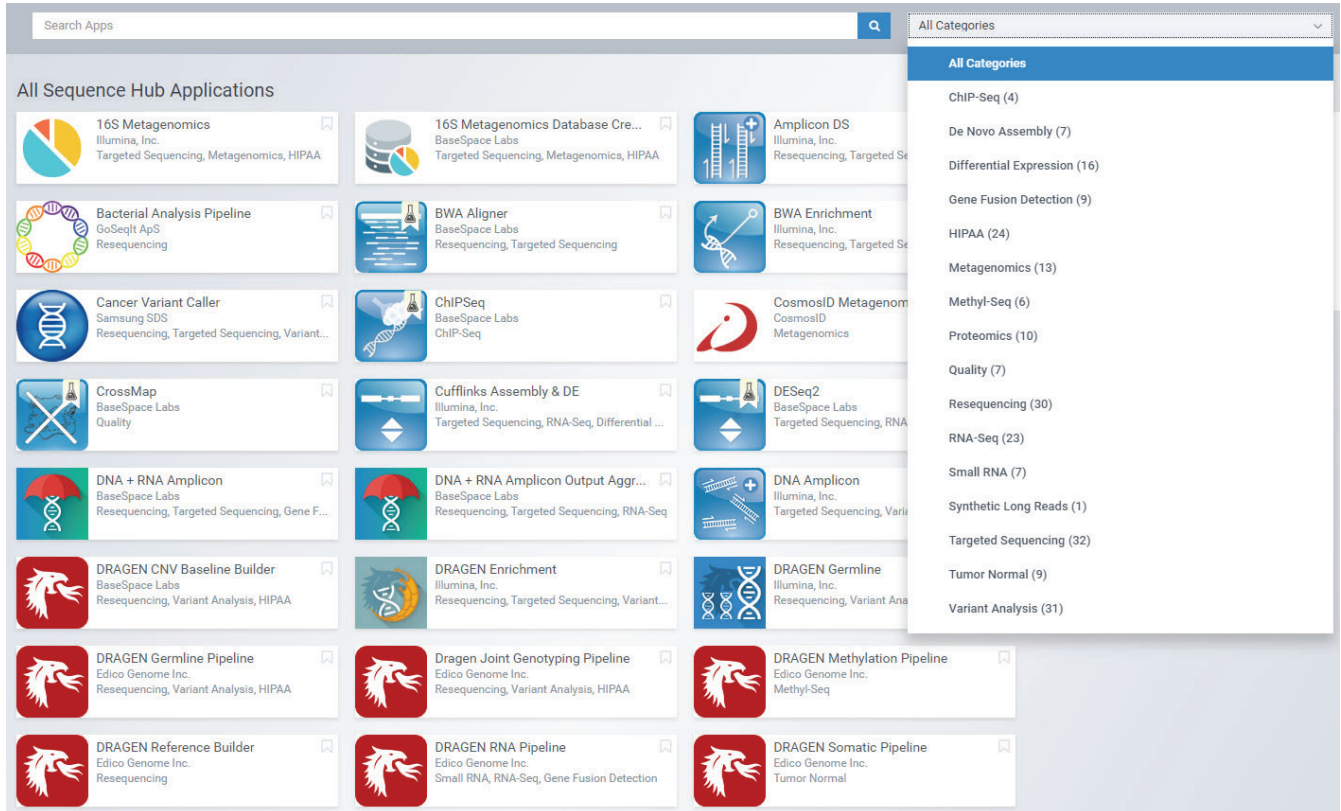 Search Apps
All Categories
All Categories
ChIP-Seq (4)
De Novo Assembly (7)
Differential Expression (16)
Gene Fusion Detection (9)
HIPAA (24)
Metagenomics (13)
Methyl-Seq (6)
Proteomics (10)
Quality (7)
Resequencing (30)
RNA-Seq (23)
Small RNA (7)
Synthetic Long Reads (1)
Targeted Sequencing (32)
Tumor Normal (9)
Variant Analysis (31)
All Sequence Hub Applications
16S Metagenomics
Illumina, Inc.
Targeted Sequencing, Metagenomics, HIPAA
16S Metagenomics Database Cre...
BaseSpace Labs
Targeted Sequencing, Metagenomics, HIPAA
Amplicon DS
Illumina, Inc.
Resequencing, Targeted Se
Bacterial Analysis Pipeline
GoSeqIt ApS
Resequencing
BWA Aligner
BaseSpace Labs
Resequencing, Targeted Sequencing
BWA Enrichment
Illumina, Inc.
Resequencing, Targeted Se
Cancer Variant Caller
Samsung SDS
Resequencing, Targeted Sequencing, Variant...
ChIPSeq
BaseSpace Labs
ChIP-Seq
CosmosID Metagenom
CosmosID
Metagenomics
CrossMap
BaseSpace Labs
Quality
Cufflinks Assembly & DE
Illumina, Inc.
Targeted Sequencing, RNA-Seq, Differential ...
DESeq2
BaseSpace Labs
Targeted Sequencing, RNA
DNA + RNA Amplicon
BaseSpace Labs
Resequencing, Targeted Sequencing, Gene F...
DNA + RNA Amplicon Output Aggr...
BaseSpace Labs
Resequencing, Targeted Sequencing, RNA-Seq
DNA Amplicon
Illumina, Inc.
Targeted Sequencing, Varia
DRAGEN CNV Baseline Builder
BaseSpace Labs
Resequencing, Variant Analysis, HIPAA
DRAGEN Enrichment
Illumina, Inc.
Resequencing, Targeted Sequencing, Variant...
DRAGEN Germline
Illumina, Inc.
Resequencing, Variant Ana
DRAGEN Germline Pipeline
Edico Genome Inc.
Resequencing, Variant Analysis, HIPAA
Dragen Joint Genotyping Pipeline
Edico Genome Inc.
Resequencing, Variant Analysis, HIPAA
DRAGEN Methylation Pipeline
Edico Genome Inc.
Methyl-Seq
DRAGEN Reference Builder
Edico Genome Inc.
Resequencing
DRAGEN RNA Pipeline
Edico Genome Inc.
Small RNA, RNA-Seq, Gene Fusion Detection
DRAGEN Somatic Pipeline
Edico Genome Inc.
Tumor Normal